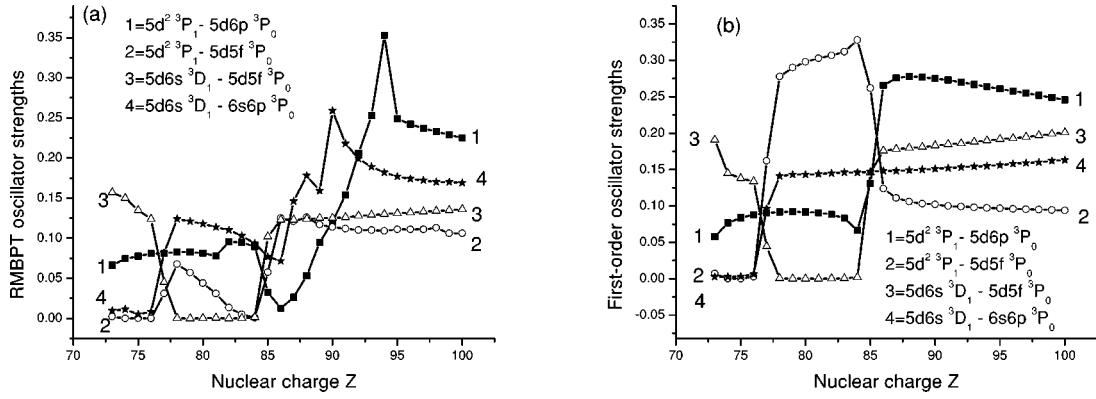 (a)
1=5d² ³P₁- 5d6p ³P₀
2=5d² ³P₁- 5d5f ³P₀
3=5d6s ³D₁ - 5d5f ³P₀
4=5d6s ³D₁ - 6s6p ³P₀
RMBPT oscillator strengths
0.35
0.30
0.25
0.20
0.15
0.10
0.05
0.00
3
1
4
2
1
4
3
2
70 75 80 85 90 95 100
Nuclear charge Z
(b)
First-order oscillator strengths
0.35
0.30
0.25
0.20
0.15
0.10
0.05
0.00
-0.05
3
1
2
4
1
3
4
2
1=5d² ³P₁- 5d6p ³P₀
2=5d² ³P₁- 5d5f ³P₀
3=5d6s ³D₁ - 5d5f ³P₀
4=5d6s ³D₁ - 6s6p ³P₀
70 75 80 85 90 95 100
Nuclear charge Z